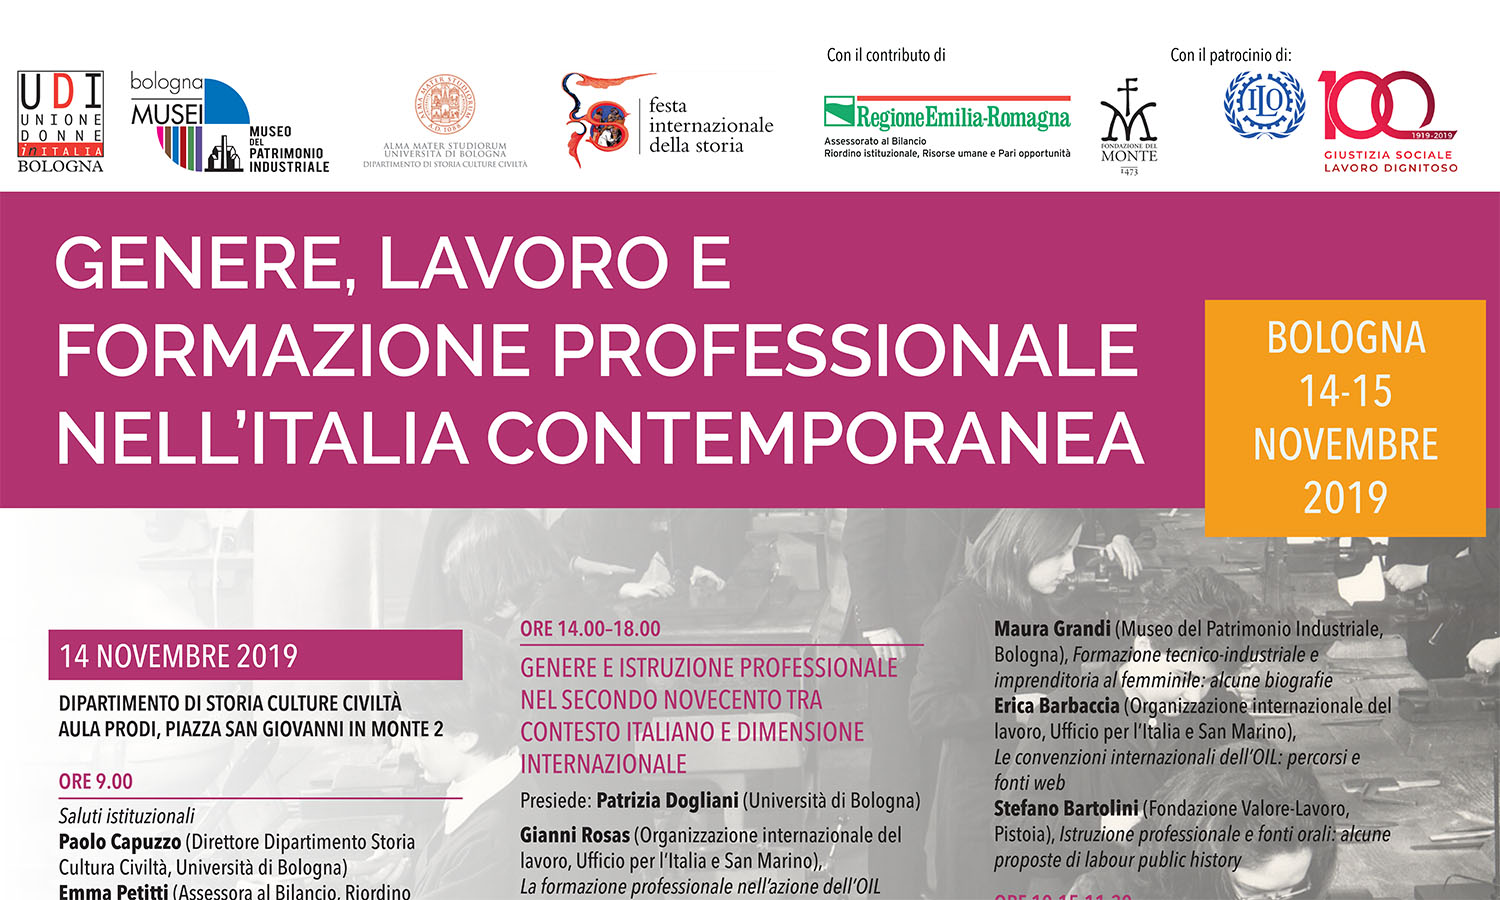 Con il contributo di
Con il patrocinio di:
UDI
UNIONE
DONNE
in ITALIA
BOLOGNA
bologna
MUSEI
MUSEO
DEL
PATRIMONIO
INDUSTRIALE
ALMA MATER STUDIORUM
A.D. 1088
ALMA MATER STUDIORUM
UNIVERSITÀ DI BOLOGNA
DIPARTIMENTO DI STORIA CULTURE CIVILTÀ
festa
internazionale
della storia
RegioneEmilia-Romagna
Assessorato al Bilancio
Riordino istituzionale, Risorse umane e Pari opportunità
FONDAZIONE DEL
MONTE
1473
ILO
100
1919-2019
GIUSTIZIA SOCIALE
LAVORO DIGNITOSO
GENERE, LAVORO E
FORMAZIONE PROFESSIONALE
NELL'ITALIA CONTEMPORANEA
BOLOGNA
14-15
NOVEMBRE
2019
14 NOVEMBRE 2019
DIPARTIMENTO DI STORIA CULTURE CIVILTÀ
AULA PRODI, PIAZZA SAN GIOVANNI IN MONTE 2
ORE 9.00
Saluti istituzionali
Paolo Capuzzo (Direttore Dipartimento Storia
Cultura Civiltà, Università di Bologna)
Emma Petitti (Assessora al Bilancio, Riordino
ORE 14.00–18.00
GENERE E ISTRUZIONE PROFESSIONALE
NEL SECONDO NOVECENTO TRA
CONTESTO ITALIANO E DIMENSIONE
INTERNAZIONALE
Presiede: Patrizia Dogliani (Università di Bologna)
Gianni Rosas (Organizzazione internazionale del
lavoro, Ufficio per l'Italia e San Marino),
La formazione professionale nell'azione dell'OIL
Maura Grandi (Museo del Patrimonio Industriale,
Bologna), Formazione tecnico-industriale e
imprenditoria al femminile: alcune biografie
Erica Barbaccia (Organizzazione internazionale del
lavoro, Ufficio per l'Italia e San Marino),
Le convenzioni internazionali dell'OIL: percorsi e
fonti web
Stefano Bartolini (Fondazione Valore-Lavoro,
Pistoia), Istruzione professionale e fonti orali: alcune
proposte di labour public history